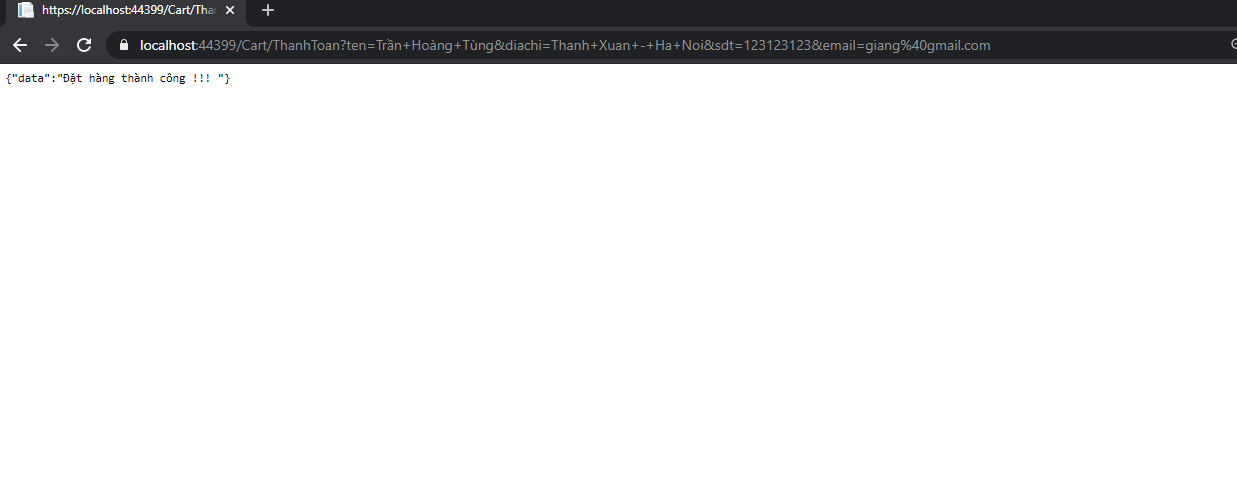 https://localhost:44399/Cart/Tha
localhost:44399/Cart/ThanhToan?ten=Trần+Hoàng+Tùng&diachi=Thanh+Xuan+-+Ha+Noi&sdt=123123123&email=giang%40gmail.com
{"data":"Đặt hàng thành công !!! "}